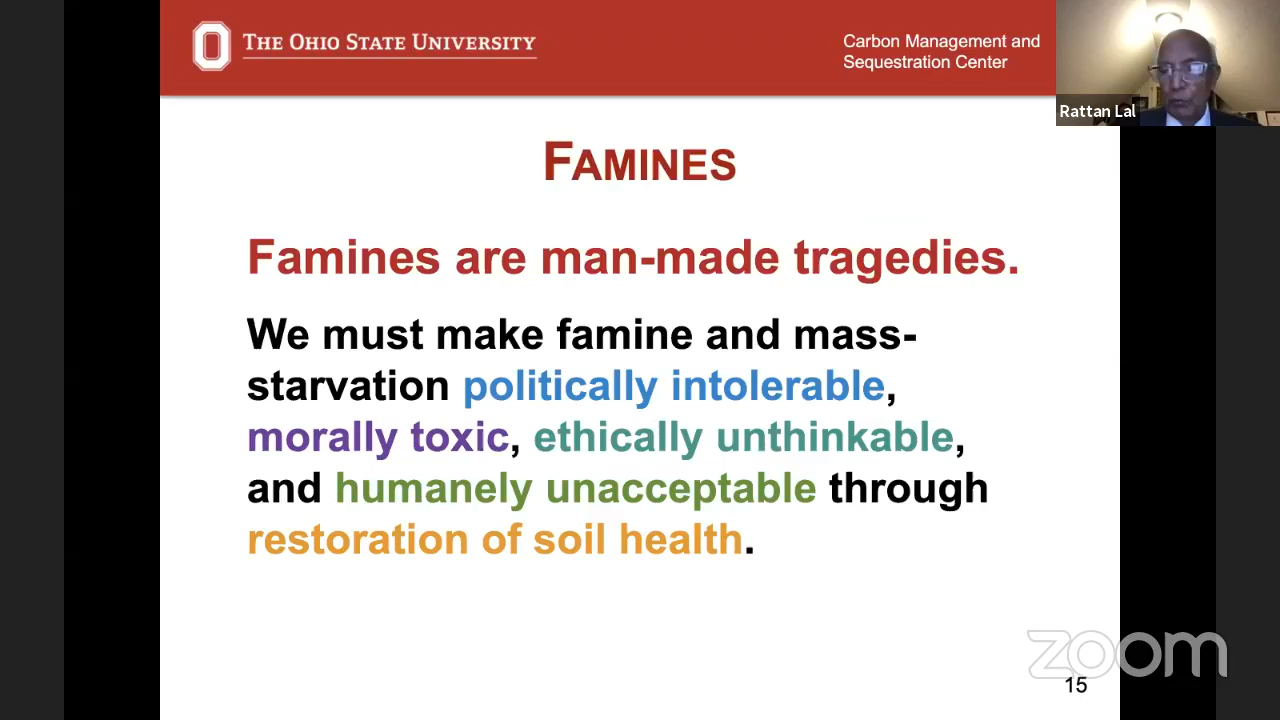 THE OHIO STATE UNIVERSITY
Carbon Management and
Sequestration Center
Rattan Lal
FAMINES
Famines are man-made tragedies.
We must make famine and mass-
starvation politically intolerable,
morally toxic, ethically unthinkable,
and humanely unacceptable through
restoration of soil health.
zoom
15